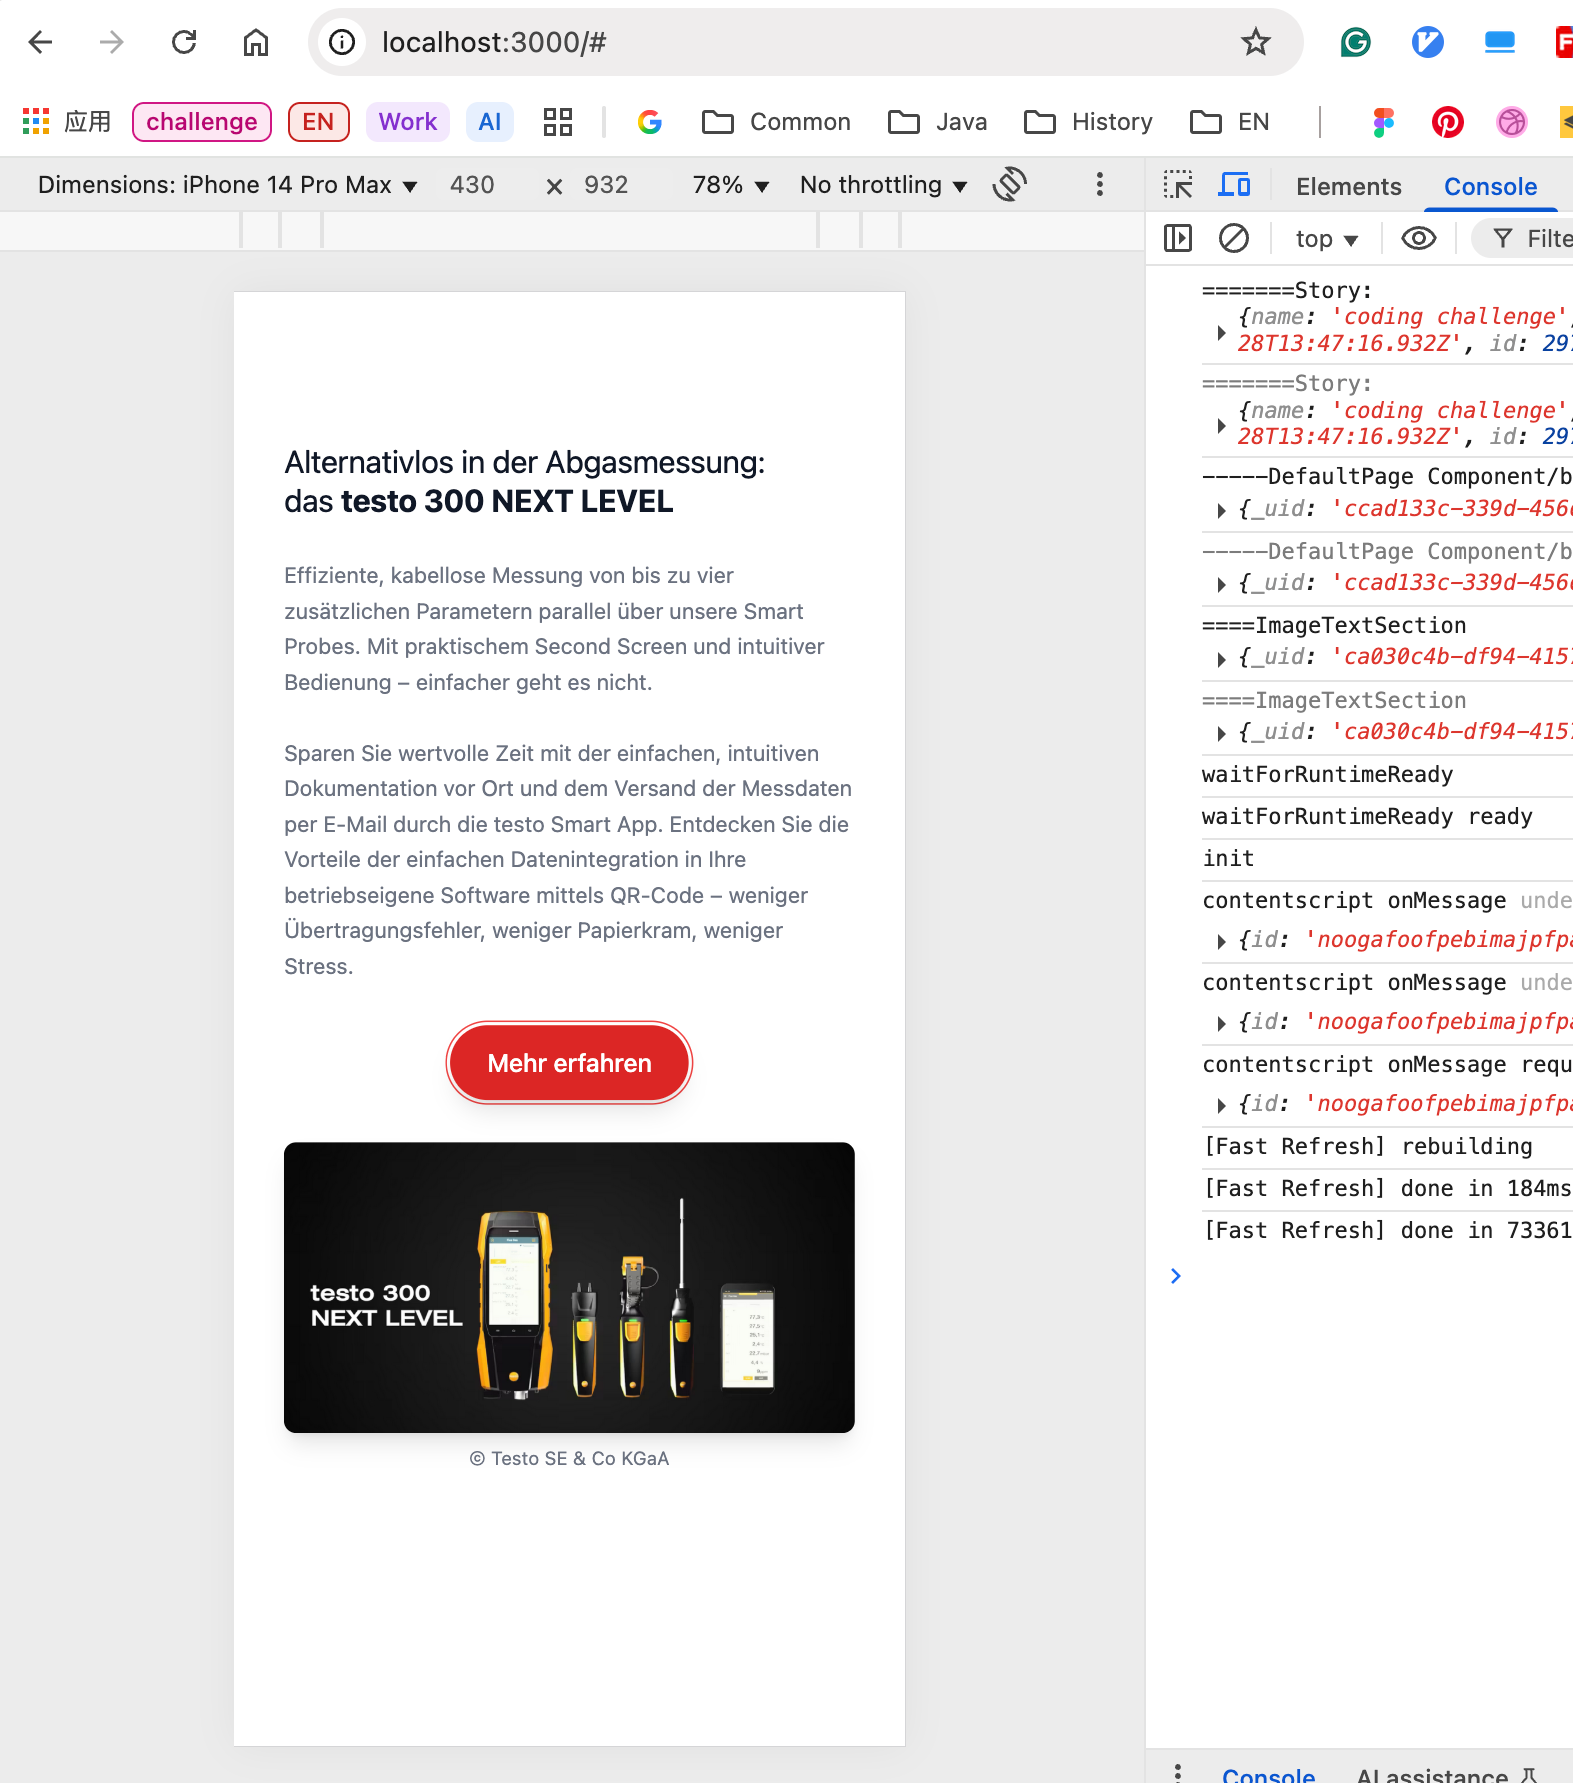 localhost:3000/#
应用
challenge
EN
Work
AI
Common
Java
History
EN
Dimensions: iPhone 14 Pro Max
430
×
932
78%
No throttling
Elements
Console
top
Alternativlos in der Abgasmessung:
das testo 300 NEXT LEVEL
Effiziente, kabellose Messung von bis zu vier
zusätzlichen Parametern parallel über unsere Smart
Probes. Mit praktischem Second Screen und intuitiver
Bedienung – einfacher geht es nicht.
Sparen Sie wertvolle Zeit mit der einfachen, intuitiven
Dokumentation vor Ort und dem Versand der Messdaten
per E-Mail durch die testo Smart App. Entdecken Sie die
Vorteile der einfachen Datenintegration in Ihre
betriebseigene Software mittels QR-Code – weniger
Übertragungsfehler, weniger Papierkram, weniger
Stress.
Mehr erfahren
testo 300
NEXT LEVEL
© Testo SE & Co KGaA
=======Story:
{name: 'coding challenge',
28T13:47:16.932Z', id: 297
=======Story:
{name: 'coding challenge',
28T13:47:16.932Z', id: 297
-----DefaultPage Component/b
{_uid: 'ccad133c-339d-456
-----DefaultPage Component/b
{_uid: 'ccad133c-339d-456
====ImageTextSection
{_uid: 'ca030c4b-df94-4157
====ImageTextSection
{_uid: 'ca030c4b-df94-4157
waitForRuntimeReady
waitForRuntimeReady ready
init
contentscript onMessage unde
{id: 'noogafoofpebimajpfpa
contentscript onMessage unde
{id: 'noogafoofpebimajpfpa
contentscript onMessage requ
{id: 'noogafoofpebimajpfpa
[Fast Refresh] rebuilding
[Fast Refresh] done in 184ms
[Fast Refresh] done in 73361
Console
AI assistance